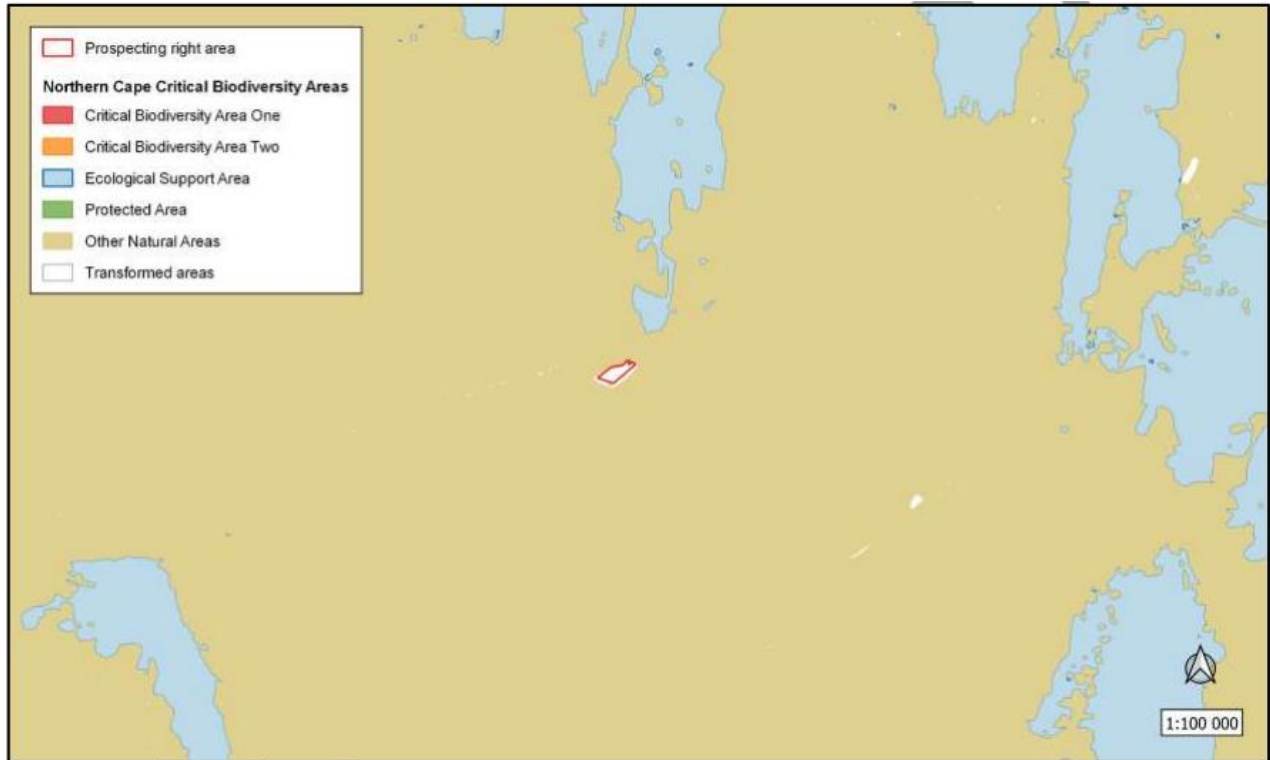 Prospecting right area
Northern Cape Critical Biodiversity Areas
Critical Biodiversity Area One
Critical Biodiversity Area Two
Ecological Support Area
Protected Area
Other Natural Areas
Transformed areas
1:100 000